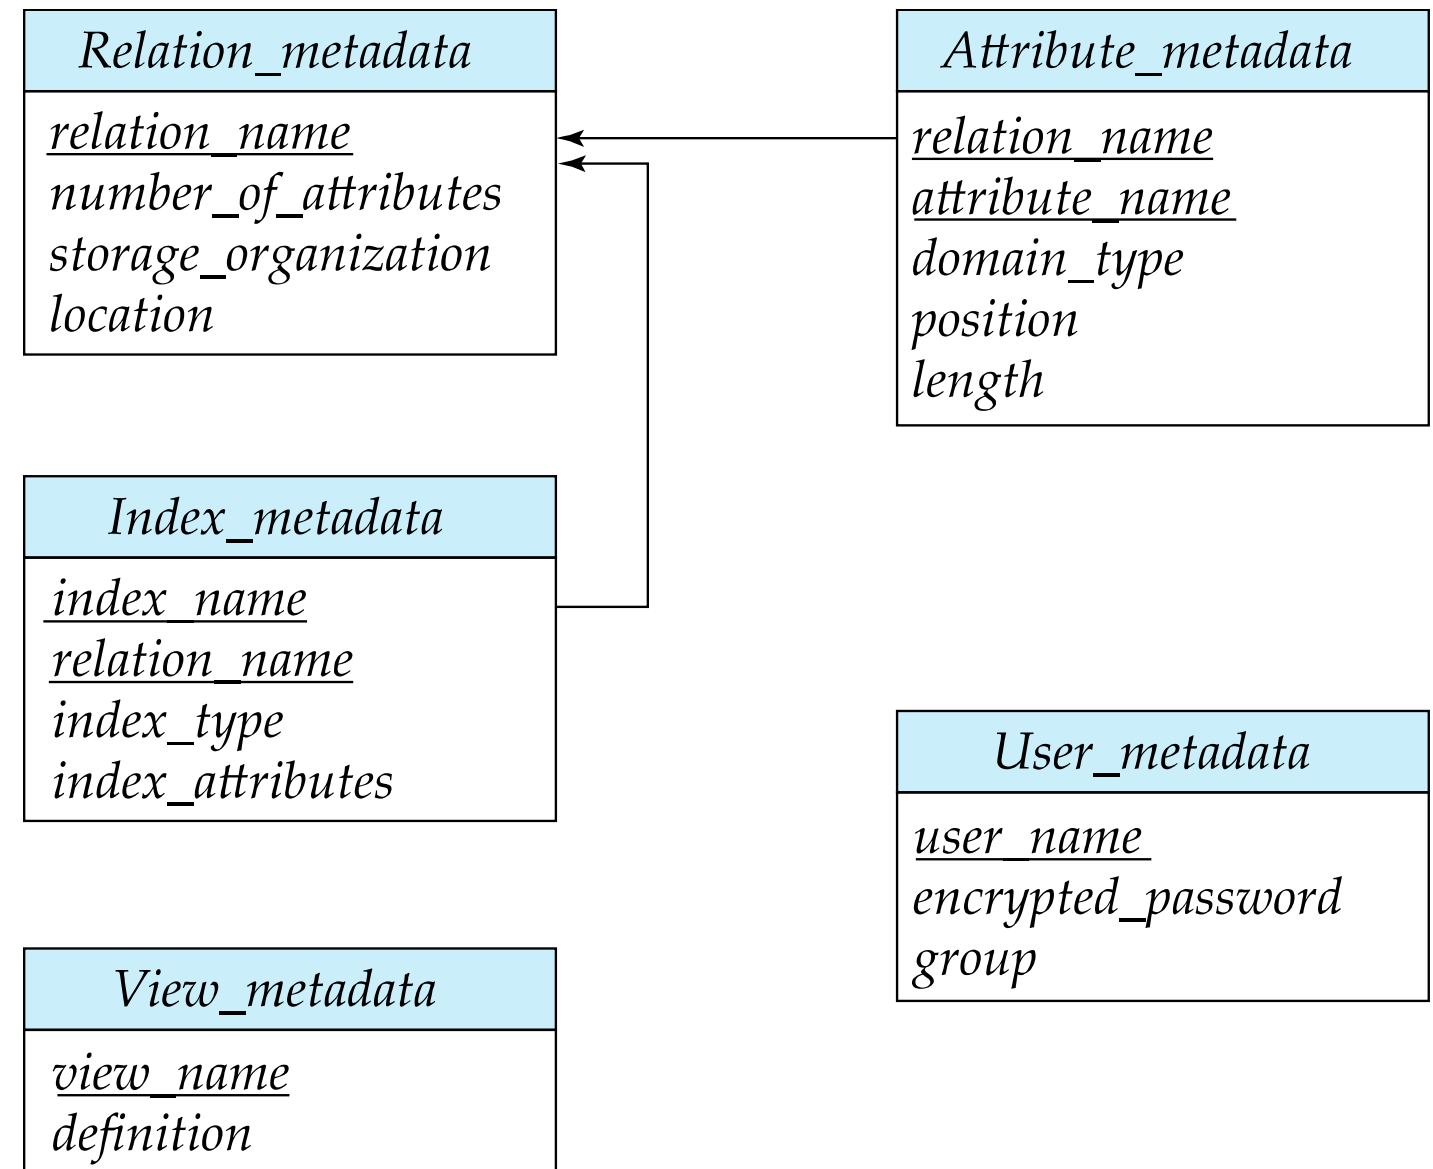 Relation_metadata
relation_name
number_of_attributes
storage_organization
location
Attribute_metadata
relation_name
attribute_name
domain_type
position
length
Index_metadata
index_name
relation_name
index_type
index_attributes
User_metadata
user_name
encrypted_password
group
View_metadata
view_name
definition